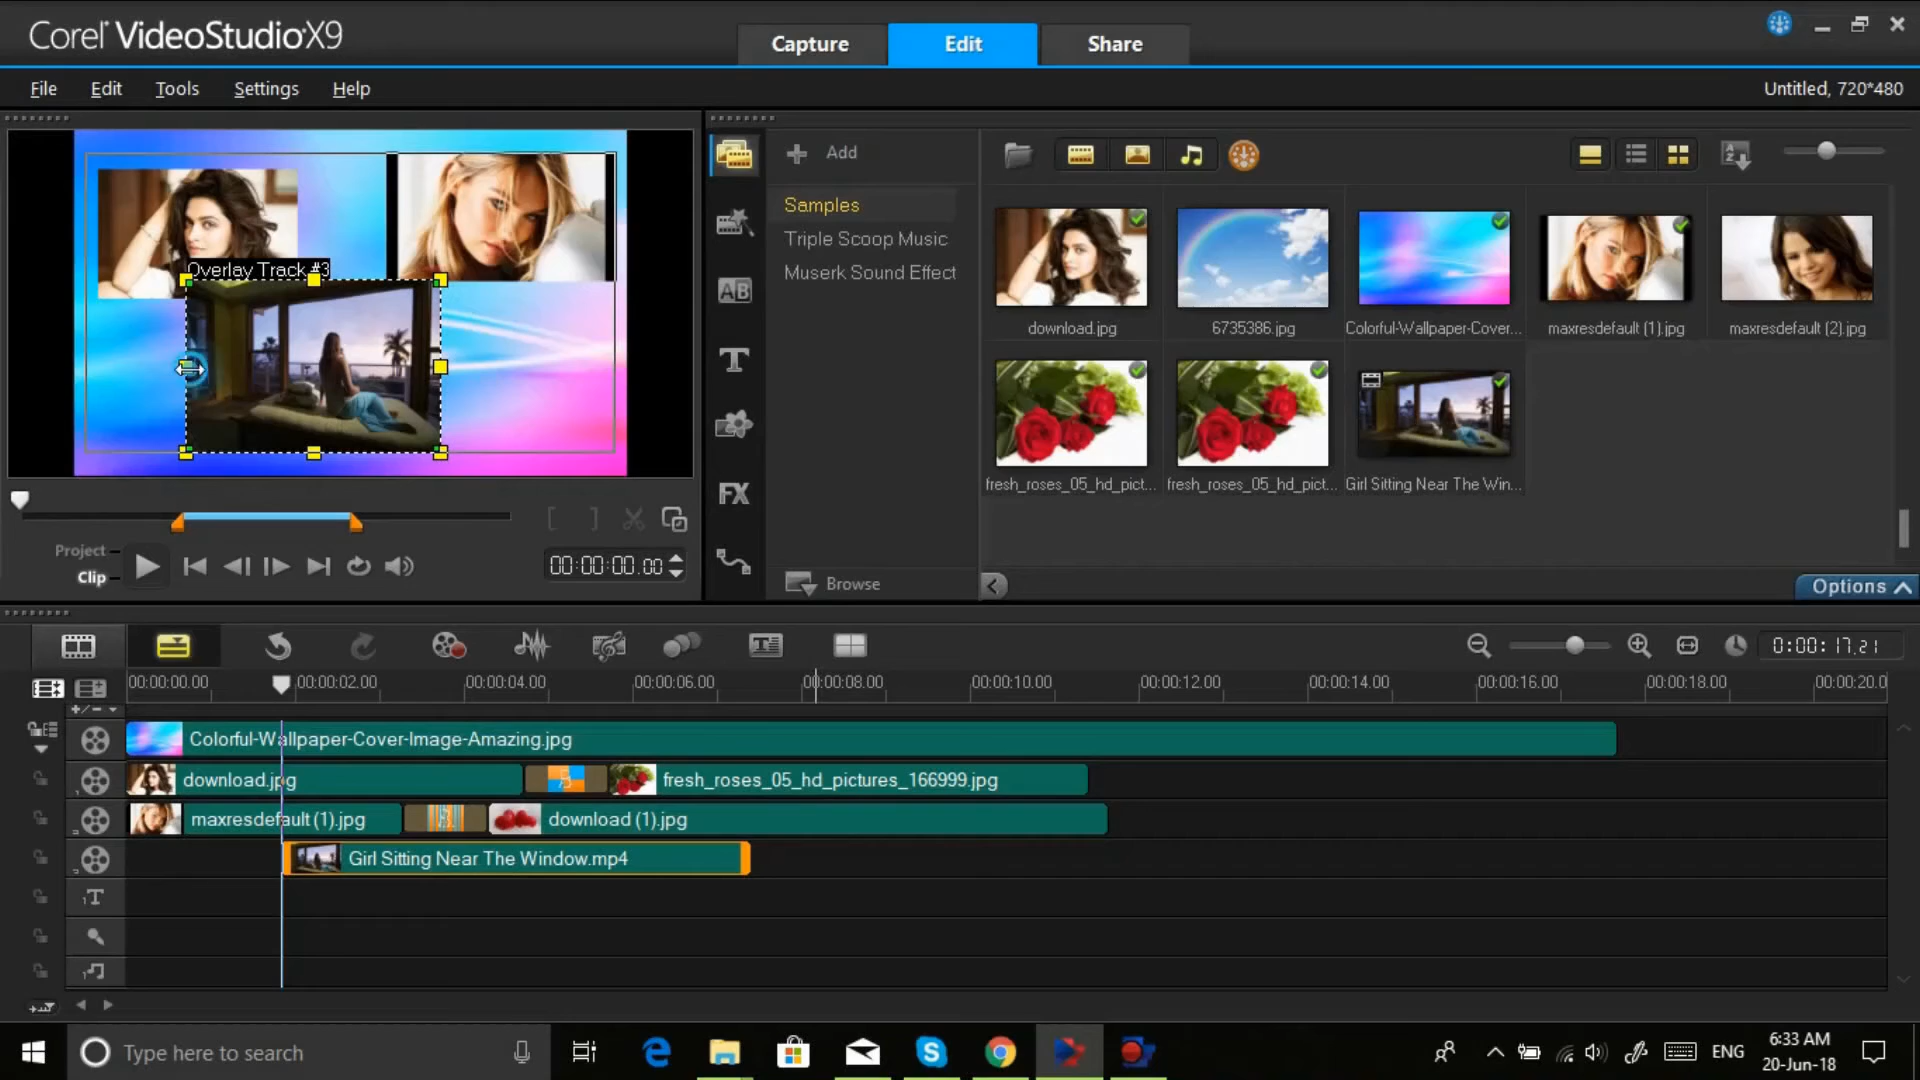 Corel VideoStudio X9
Capture
Edit
Share
File
Edit
Tools
Settings
Help
Untitled, 720*480
Overlay Track #3
Add
Samples
Triple Scoop Music
Muserk Sound Effect
download.jpg
6735386.jpg
Colorful-Wallpaper-Cover...
maxresdefault (1).jpg
maxresdefault (2).jpg
fresh_roses_05_hd_pict...
fresh_roses_05_hd_pict...
Girl Sitting Near The Win...
AB
T
FX
Project
Clip
00:00:00.00
Browse
Options
0:00:17.21
00:00:00.00
00:00:02.00
00:00:04.00
00:00:06.00
00:00:08.00
00:00:10.00
00:00:12.00
00:00:14.00
00:00:16.00
00:00:18.00
00:00:20.0
Colorful-Wallpaper-Cover-Image-Amazing.jpg
download.jpg
fresh_roses_05_hd_pictures_166999.jpg
maxresdefault (1).jpg
download (1).jpg
Girl Sitting Near The Window.mp4
Type here to search
ENG
6:33 AM
20-Jun-18